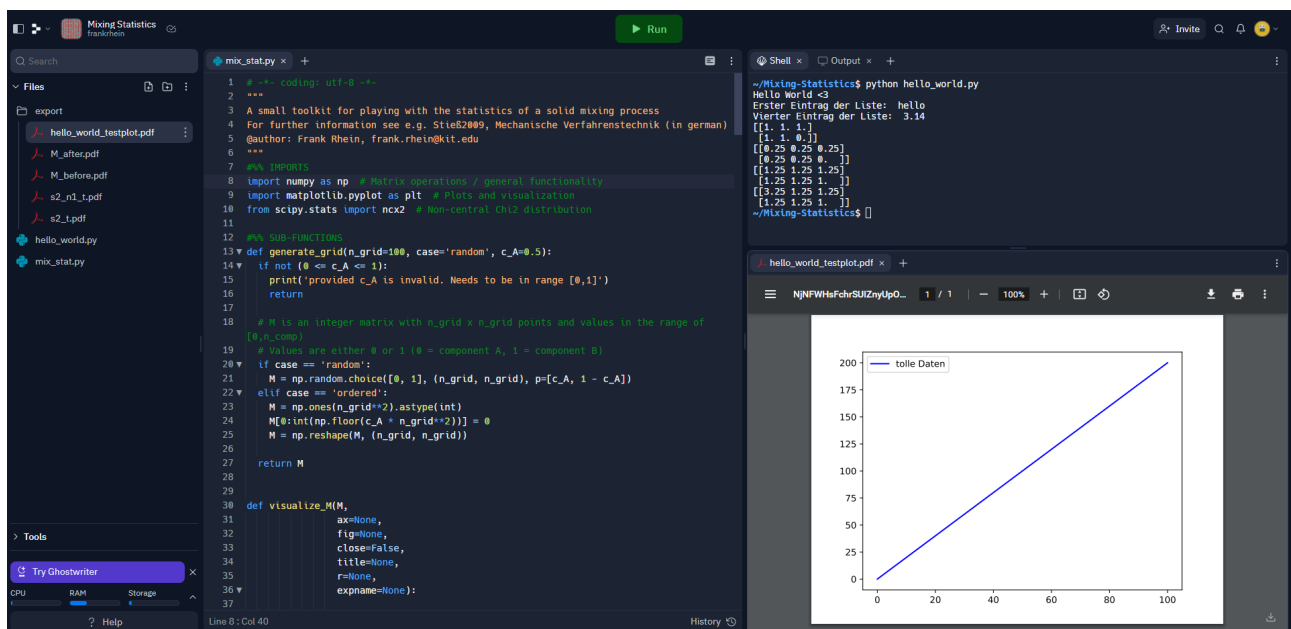 Mixing Statistics
frankrhein
Run
Invite
Search
Files
export
hello_world_testplot.pdf
M_after.pdf
M_before.pdf
s2_n1_t.pdf
s2_t.pdf
hello_world.py
mix_stat.py
Tools
Try Ghostwriter
CPU RAM Storage
? Help
mix_stat.py × +
1 # -*- coding: utf-8 -*-
2 """
3 A small toolkit for playing with the statistics of a solid mixing process
4 For further information see e.g. Stieß2009, Mechanische Verfahrenstechnik (in german)
5 @author: Frank Rhein, frank.rhein@kit.edu
6 """
7 #%% IMPORTS
8 import numpy as np # Matrix operations / general functionality
9 import matplotlib.pyplot as plt # Plots and visualization
10 from scipy.stats import ncx2 # Non-central Chi2 distribution
11
12 #%% SUB-FUNCTIONS
13 def generate_grid(n_grid=100, case='random', c_A=0.5):
14 if not (0 <= c_A <= 1):
15 print('provided c_A is invalid. Needs to be in range [0,1]')
16 return
17
18 # M is an integer matrix with n_grid x n_grid points and values in the range of
[0,n_comp)
19 # Values are either 0 or 1 (0 = component A, 1 = component B)
20 if case == 'random':
21 M = np.random.choice([0, 1], (n_grid, n_grid), p=[c_A, 1 - c_A])
22 elif case == 'ordered':
23 M = np.ones(n_grid**2).astype(int)
24 M[0:int(np.floor(c_A * n_grid**2))] = 0
25 M = np.reshape(M, (n_grid, n_grid))
26
27 return M
28
29
30 def visualize_M(M,
31 ax=None,
32 fig=None,
33 close=False,
34 title=None,
35 r=None,
36 expname=None):
37
Line 8 : Col 40 History
Shell × Output × +
~/Mixing-Statistics$ python hello_world.py
Hello World <3
Erster Eintrag der Liste: hello
Vierter Eintrag der Liste: 3.14
[[1. 1. 1.]
[1. 1. 0.]]
[[0.25 0.25 0.25]
[0.25 0.25 0. ]]
[[1.25 1.25 1.25]
[1.25 1.25 1. ]]
[[3.25 1.25 1.25]
[1.25 1.25 1. ]]
~/Mixing-Statistics$
hello_world_testplot.pdf × +
NjNFWHsFchrSUIZnyUpO... 1 / 1 | − 100% +
tolle Daten
200
175
150
125
100
75
50
25
0
0 20 40 60 80 100